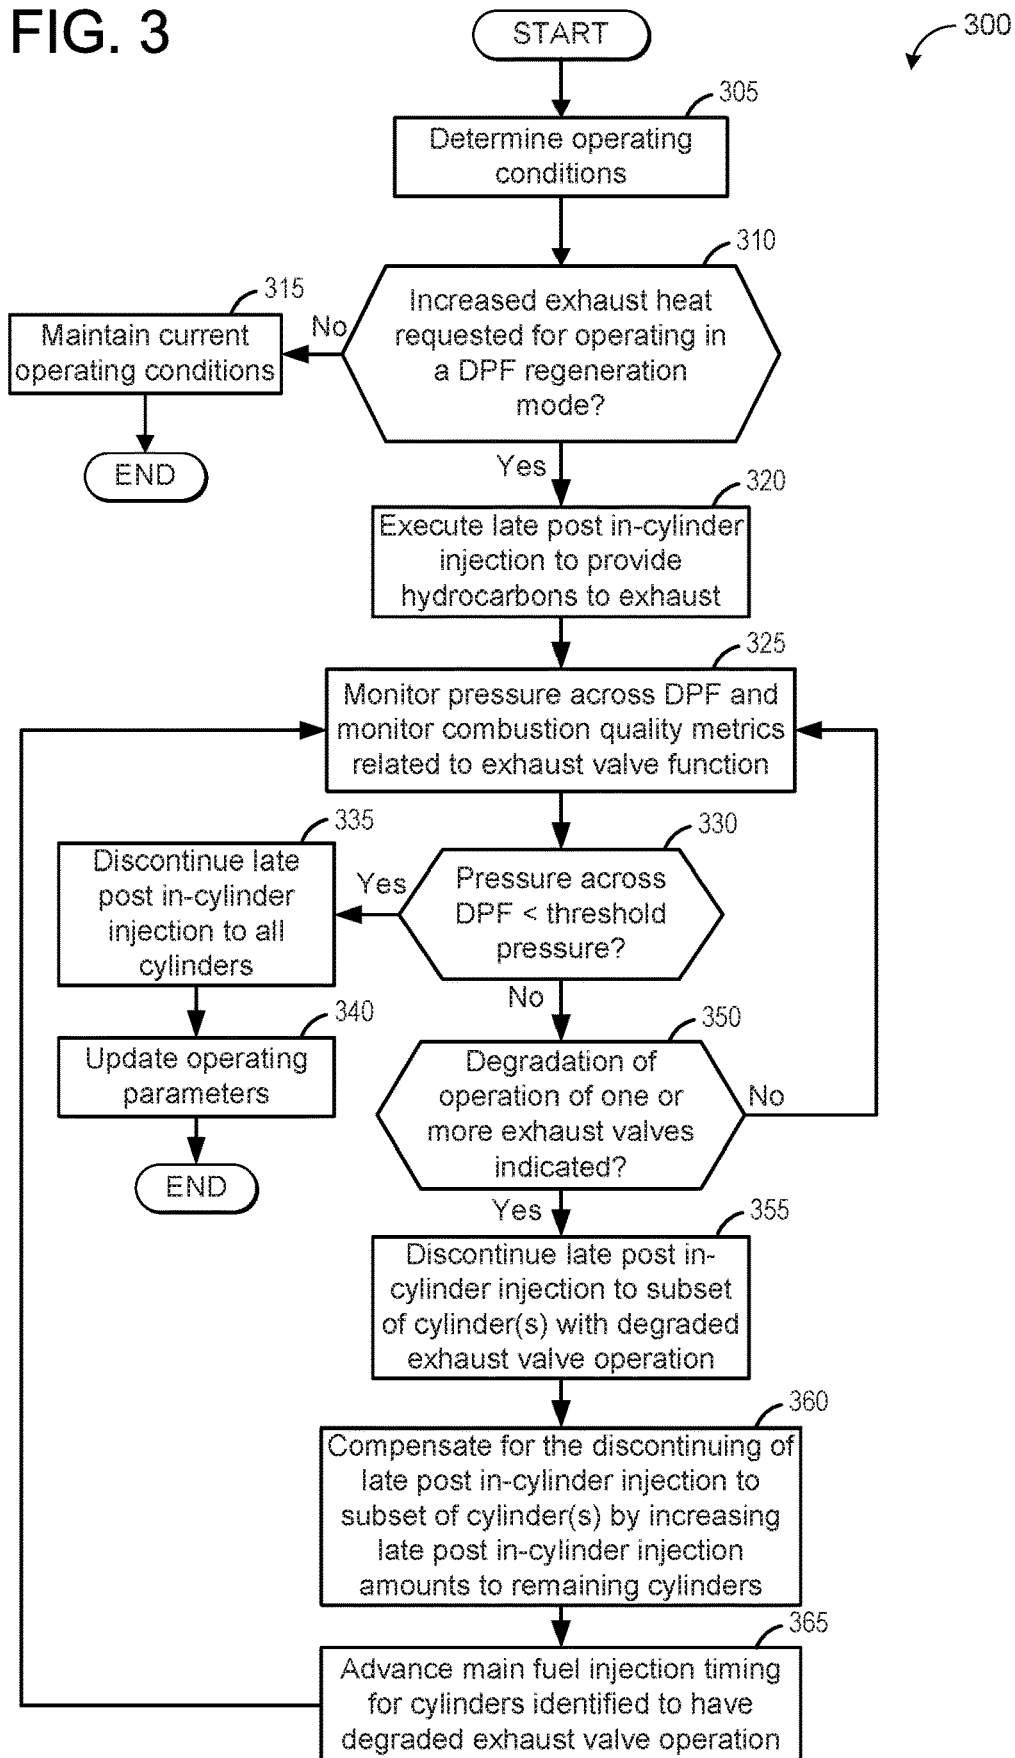 FIG. 3
START
300
305
Determine operating
conditions
310
Increased exhaust heat
requested for operating in
a DPF regeneration
mode?
No
315
Maintain current
operating conditions
END
Yes
320
Execute late post in-cylinder
injection to provide
hydrocarbons to exhaust
325
Monitor pressure across DPF and
monitor combustion quality metrics
related to exhaust valve function
330
Pressure across
DPF < threshold
pressure?
Yes
335
Discontinue late
post in-cylinder
injection to all
cylinders
340
Update operating
parameters
END
No
350
Degradation of
operation of one or
more exhaust valves
indicated?
No
Yes
355
Discontinue late post in-
cylinder injection to subset
of cylinder(s) with degraded
exhaust valve operation
360
Compensate for the discontinuing of
late post in-cylinder injection to
subset of cylinder(s) by increasing
late post in-cylinder injection
amounts to remaining cylinders
365
Advance main fuel injection timing
for cylinders identified to have
degraded exhaust valve operation